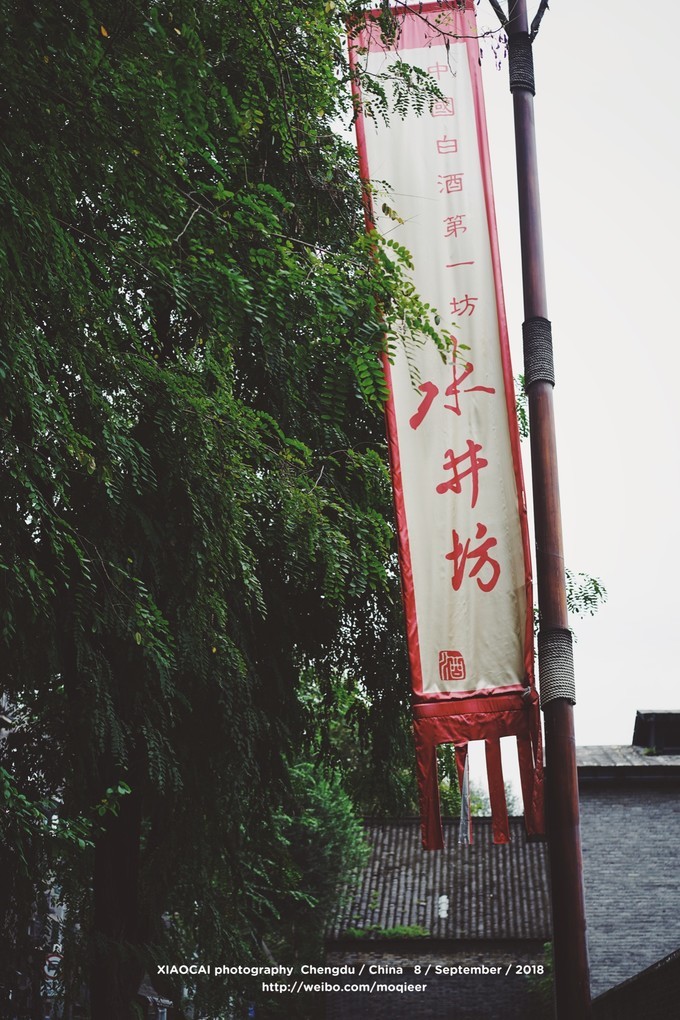 中國白酒第一坊
水井坊
酒
XIAOCAI photography Chengdu / China 8 / September / 2018
http://weibo.com/moqieer